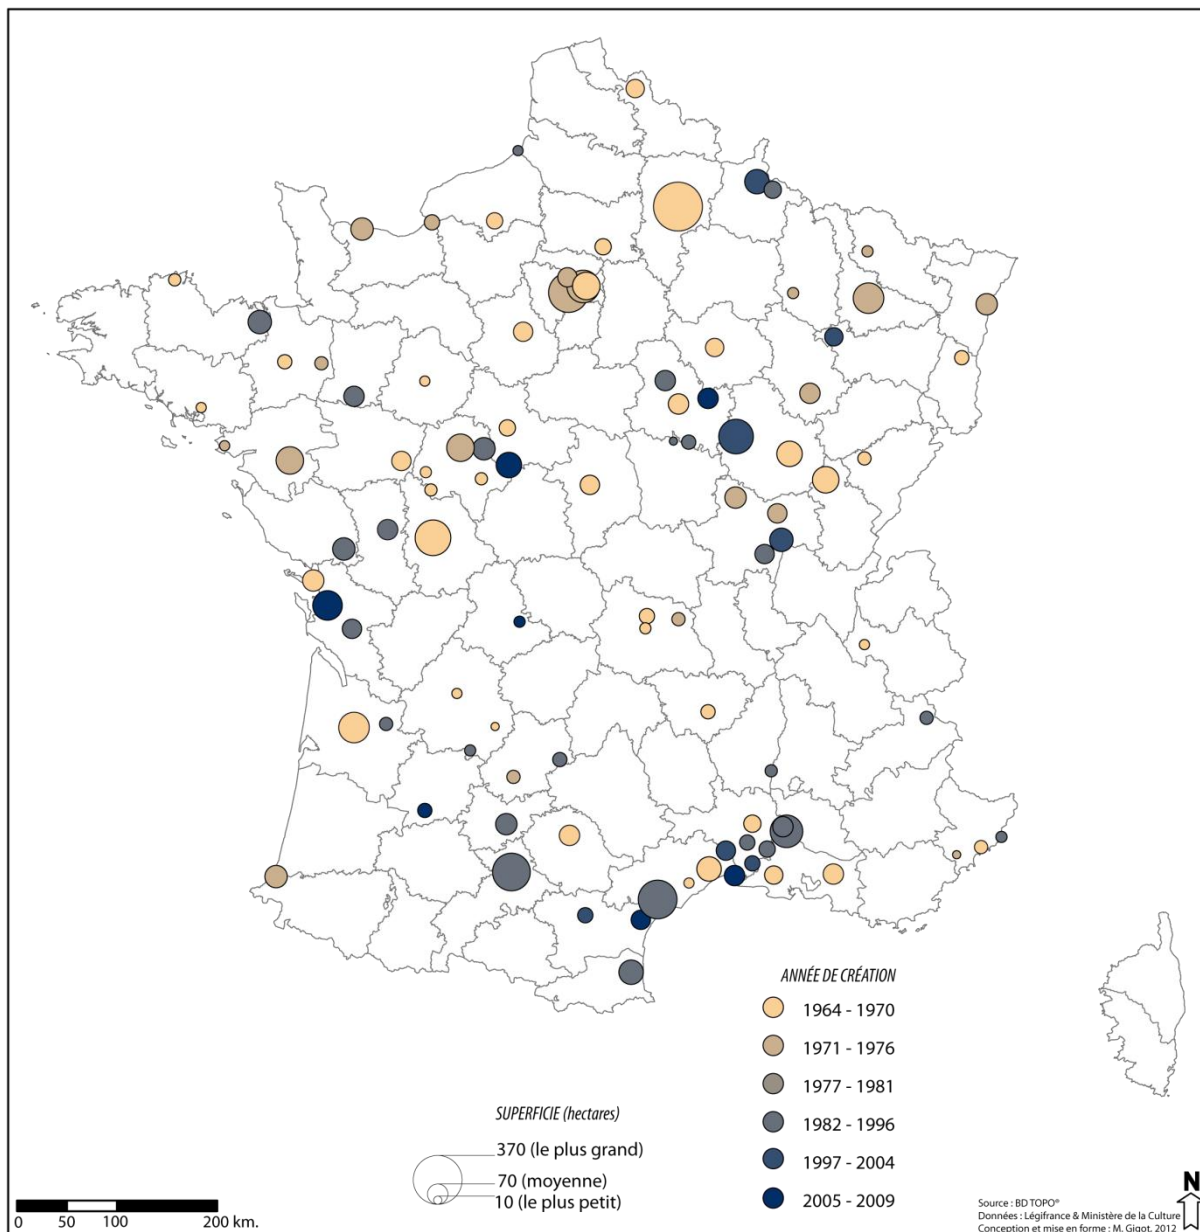 ANNÉE DE CRÉATION
1964 - 1970
1971 - 1976
1977 - 1981
1982 - 1996
1997 - 2004
2005 - 2009
SUPERFICIE (hectares)
370 (le plus grand)
70 (moyenne)
10 (le plus petit)
0 50 100 200 km.
N
Source : BD TOPO®
Données : Légifrance & Ministère de la Culture
Conception et mise en forme : M. Gigot, 2012